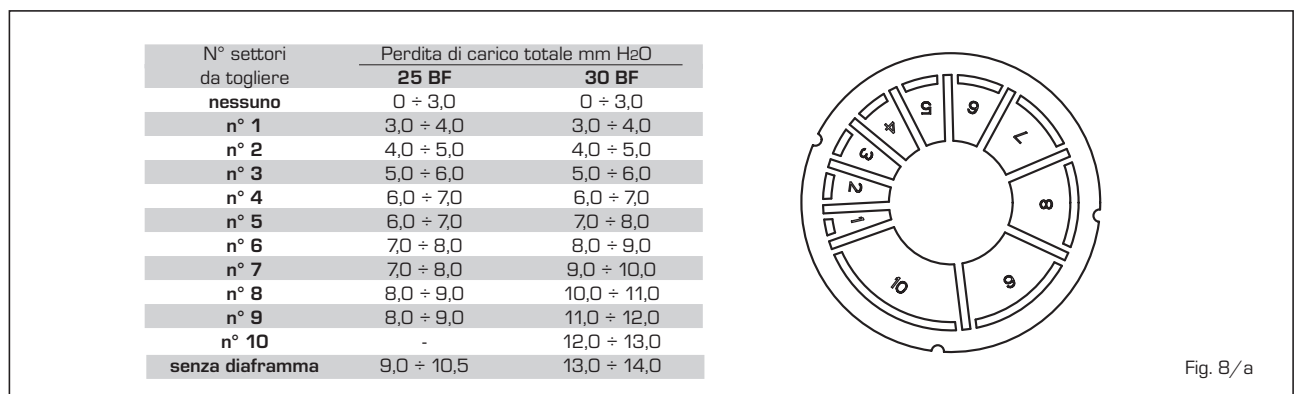 N° settori Perdita di carico totale mm H2O
da togliere 25 BF 30 BF
nessuno 0 ÷ 3,0 0 ÷ 3,0
n° 1 3,0 ÷ 4,0 3,0 ÷ 4,0
n° 2 4,0 ÷ 5,0 4,0 ÷ 5,0
n° 3 5,0 ÷ 6,0 5,0 ÷ 6,0
n° 4 6,0 ÷ 7,0 6,0 ÷ 7,0
n° 5 6,0 ÷ 7,0 7,0 ÷ 8,0
n° 6 7,0 ÷ 8,0 8,0 ÷ 9,0
n° 7 7,0 ÷ 8,0 9,0 ÷ 10,0
n° 8 8,0 ÷ 9,0 10,0 ÷ 11,0
n° 9 8,0 ÷ 9,0 11,0 ÷ 12,0
n° 10 - 12,0 ÷ 13,0
senza diaframma 9,0 ÷ 10,5 13,0 ÷ 14,0
1
2
3
4
5
6
7
8
9
10
Fig. 8/a